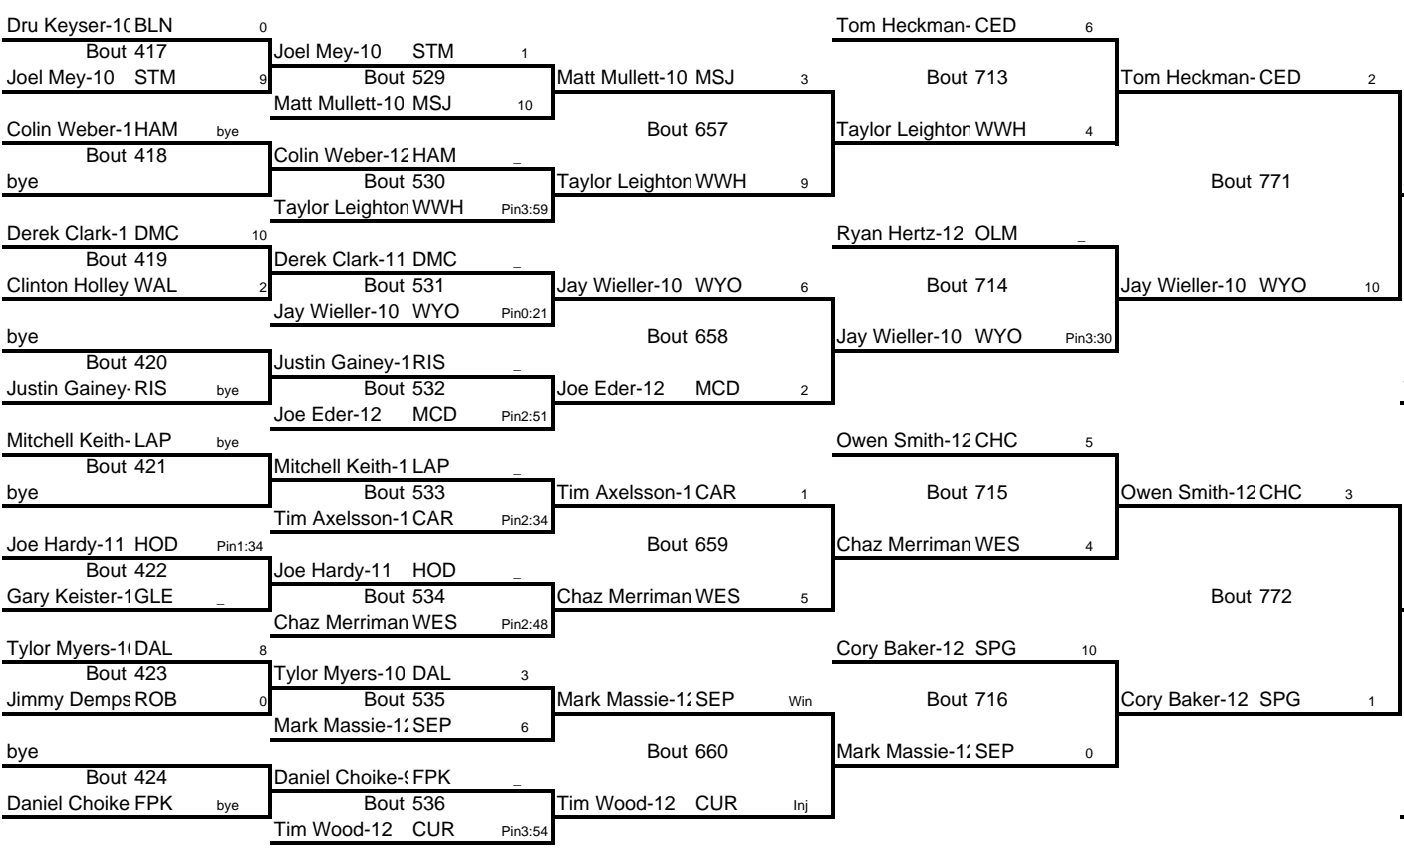 Dru Keyser-1( BLN 0
Bout 417
Joel Mey-10 STM 9
Colin Weber-1 HAM bye
Bout 418
bye
Derek Clark-1 DMC 10
Bout 419
Clinton Holley WAL 2
bye
Bout 420
Justin Gainey- RIS bye
Mitchell Keith- LAP bye
Bout 421
bye
Joe Hardy-11 HOD Pin1:34
Bout 422
Gary Keister-1 GLE _
Tylor Myers-1( DAL 8
Bout 423
Jimmy Demps ROB 0
bye
Bout 424
Daniel Choike FPK bye
Joel Mey-10 STM 1
Bout 529
Matt Mullett-10 MSJ 10
Colin Weber-12 HAM _
Bout 530
Taylor Leighton WWH Pin3:59
Derek Clark-11 DMC _
Bout 531
Jay Wieller-10 WYO Pin0:21
Justin Gainey-1 RIS _
Bout 532
Joe Eder-12 MCD Pin2:51
Mitchell Keith-1 LAP _
Bout 533
Tim Axelsson-1 CAR Pin2:34
Joe Hardy-11 HOD _
Bout 534
Chaz Merriman WES Pin2:48
Tylor Myers-10 DAL 3
Bout 535
Mark Massie-12 SEP 6
Daniel Choike-9 FPK _
Bout 536
Tim Wood-12 CUR Pin3:54
Matt Mullett-10 MSJ 3
Bout 657
Taylor Leighton WWH 9
Jay Wieller-10 WYO 6
Bout 658
Joe Eder-12 MCD 2
Tim Axelsson-1 CAR 1
Bout 659
Chaz Merriman WES 5
Mark Massie-12 SEP Win
Bout 660
Tim Wood-12 CUR Inj
Tom Heckman- CED 6
Bout 713
Taylor Leighton WWH 4
Ryan Hertz-12 OLM _
Bout 714
Jay Wieller-10 WYO Pin3:30
Owen Smith-12 CHC 5
Bout 715
Chaz Merriman WES 4
Cory Baker-12 SPG 10
Bout 716
Mark Massie-12 SEP 0
Tom Heckman- CED 2
Bout 771
Jay Wieller-10 WYO 10
Owen Smith-12 CHC 3
Bout 772
Cory Baker-12 SPG 1